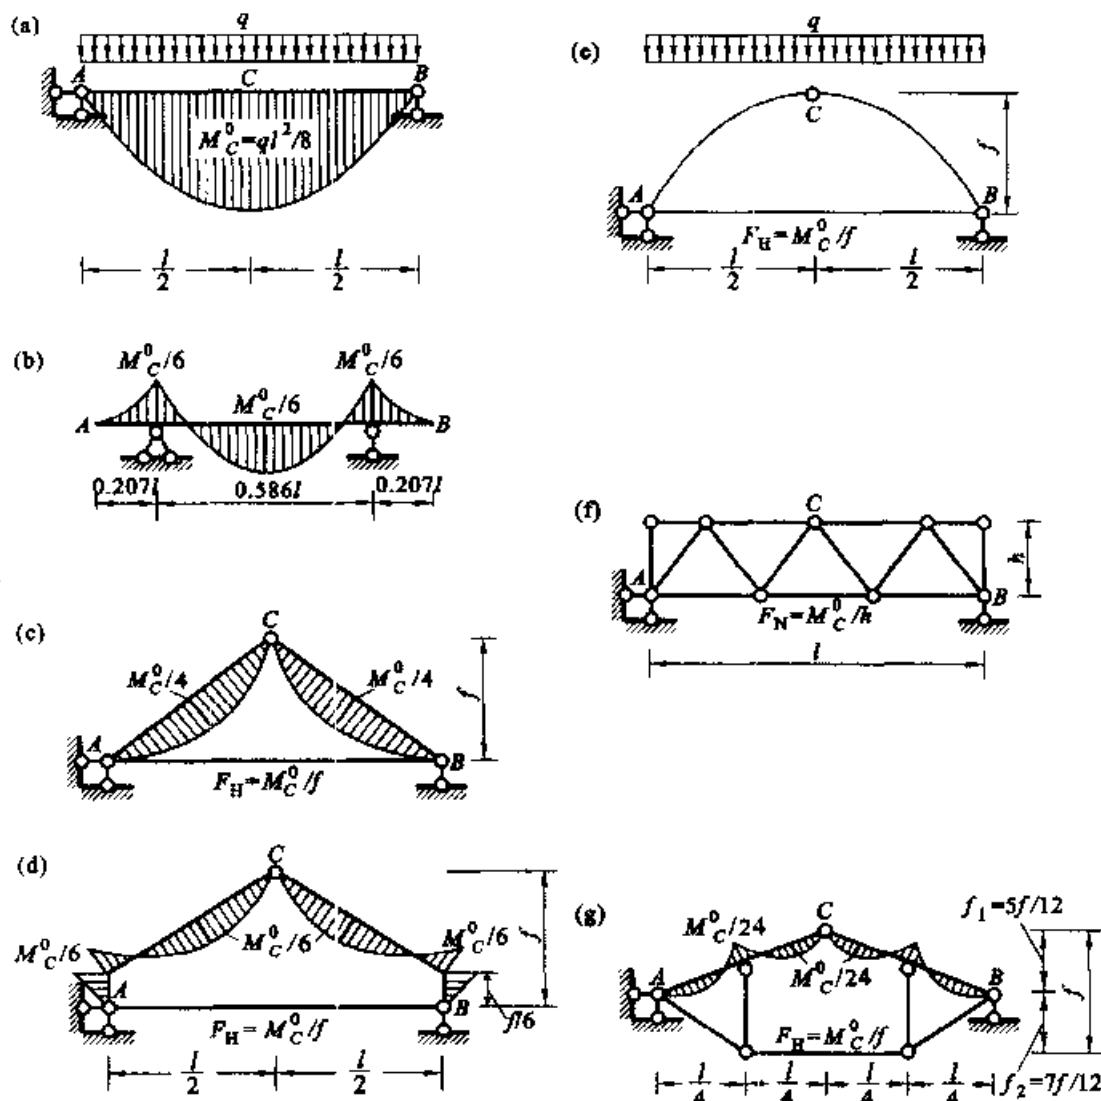 (a)
q
A
C
B
M_C^0=ql^2/8
l/2
l/2
(b)
M_C^0/6
M_C^0/6
M_C^0/6
A
B
0.207l
0.586l
0.207l
(c)
C
M_C^0/4
M_C^0/4
f
A
B
F_H=M_C^0/f
(d)
C
M_C^0/6
M_C^0/6
M_C^0/6
f
A
B
f/6
F_H=M_C^0/f
l/2
l/2
(e)
q
C
f
A
B
F_H=M_C^0/f
l/2
l/2
(f)
C
h
A
B
F_N=M_C^0/h
l
(g)
C
M_C^0/24
f_1=5f/12
A
M_C^0/24
B
f
F_H=M_C^0/f
f_2=7f/12
l/4
l/4
l/4
l/4